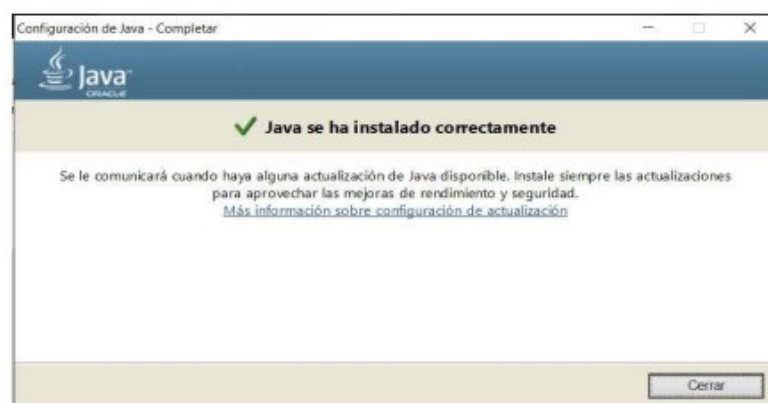 Configuración de Java - Completar
Java
ORACLE
Java se ha instalado correctamente
Se le comunicará cuando haya alguna actualización de Java disponible. Instale siempre las actualizaciones
para aprovechar las mejoras de rendimiento y seguridad.
Más información sobre configuración de actualización
Cerrar